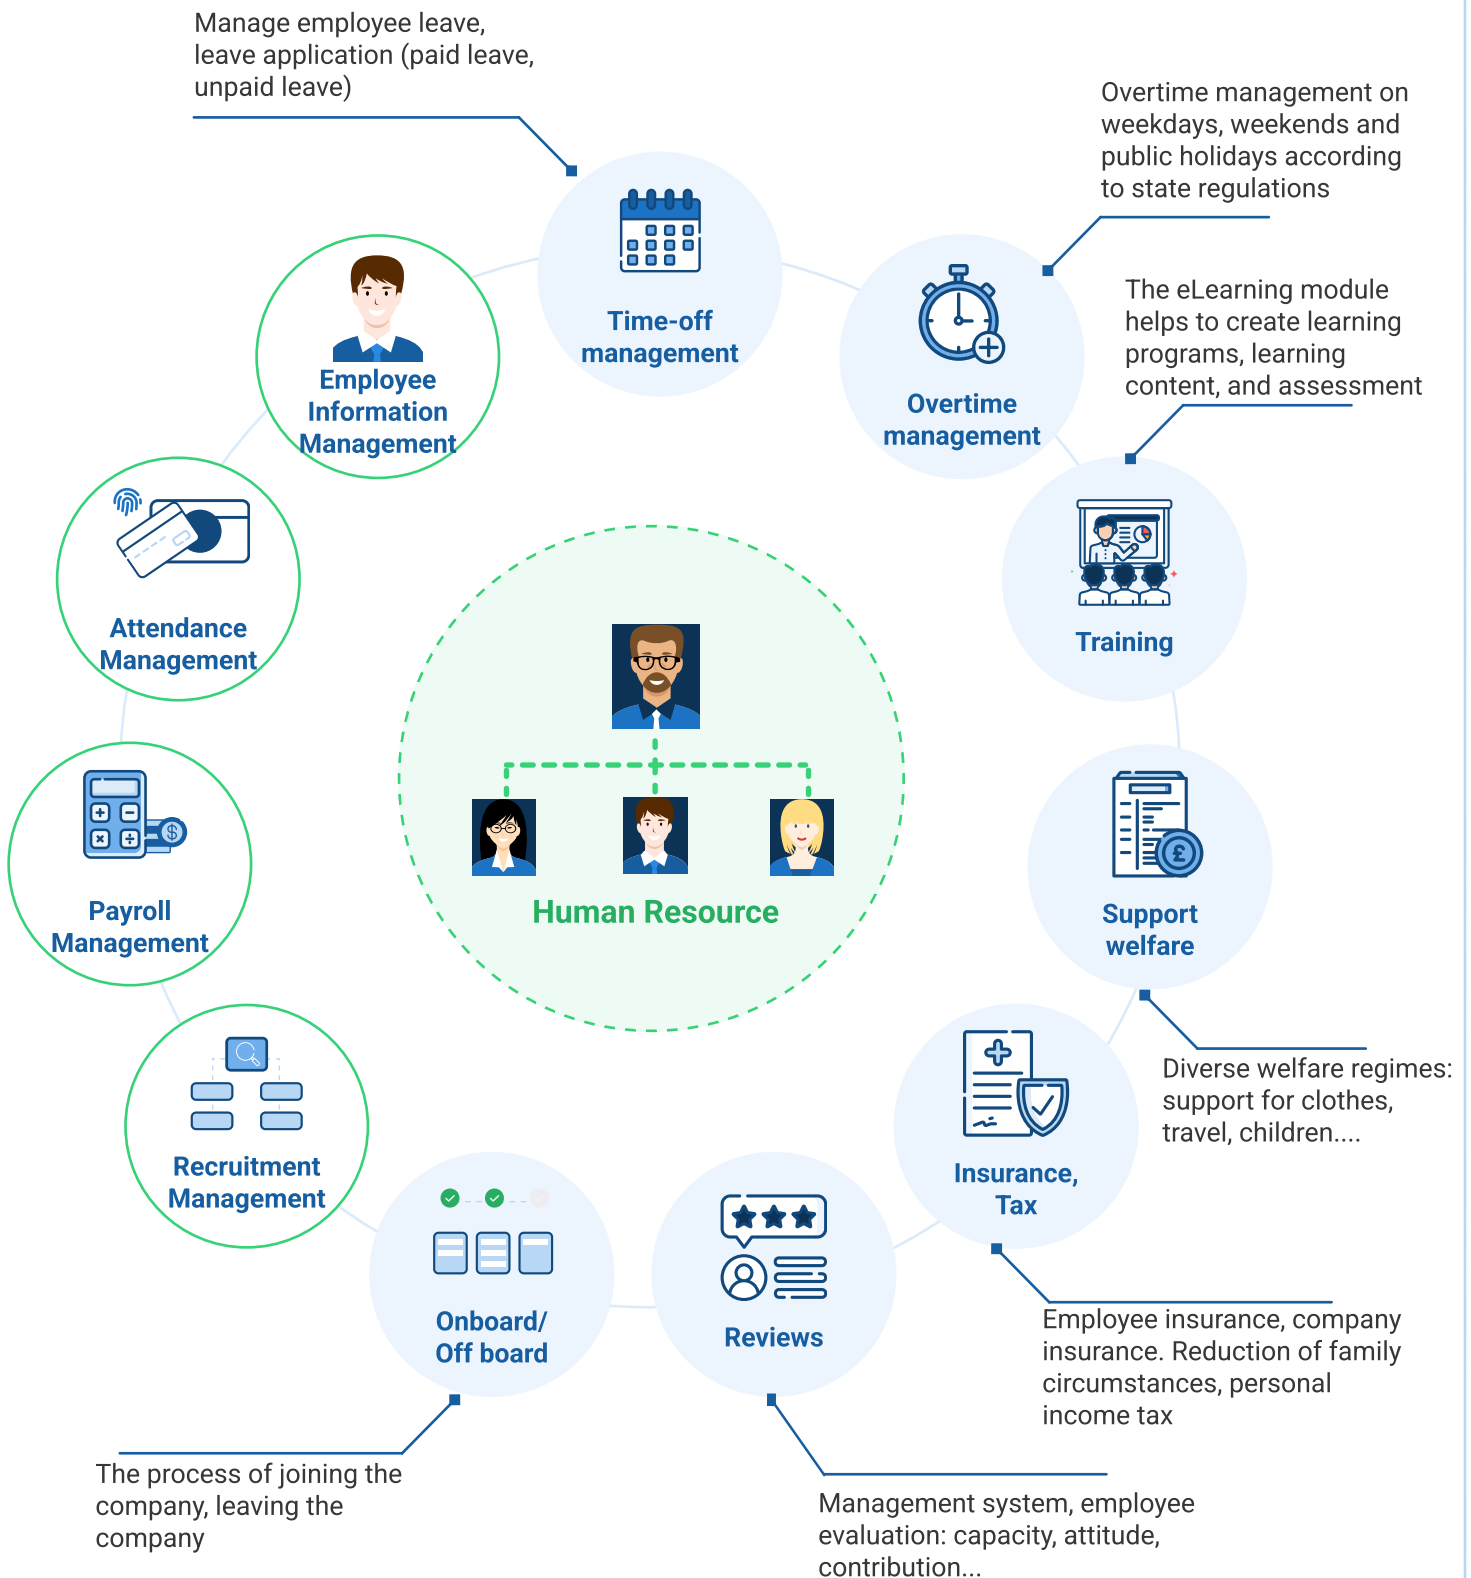 Manage employee leave,
leave application (paid leave,
unpaid leave)
Overtime management on
weekdays, weekends and
public holidays according
to state regulations
The eLearning module
helps to create learning
programs, learning
content, and assessment
Time-off
management
Overtime
management
Employee
Information
Management
Training
Attendance
Management
Human Resource
Payroll
Management
Support
welfare
Diverse welfare regimes:
support for clothes,
travel, children....
Recruitment
Management
Insurance,
Tax
Onboard/
Off board
Reviews
Employee insurance, company
insurance. Reduction of family
circumstances, personal
income tax
The process of joining the
company, leaving the
company
Management system, employee
evaluation: capacity, attitude,
contribution...